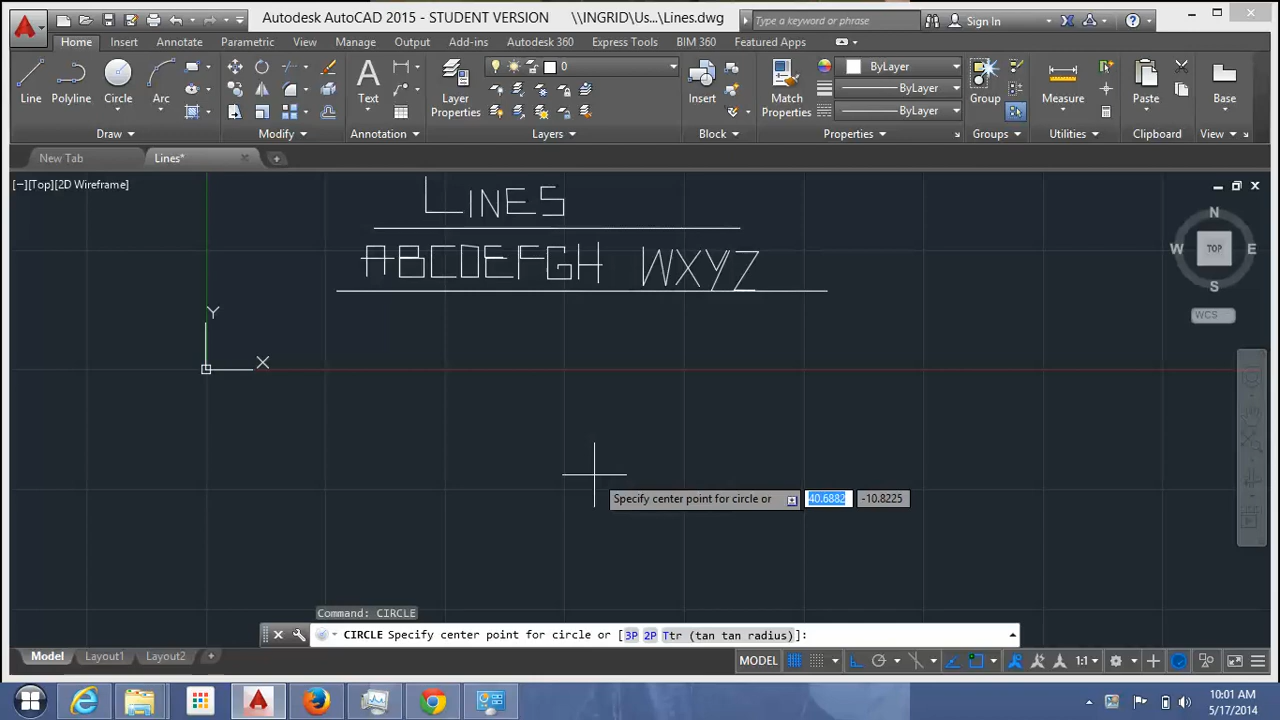 Autodesk AutoCAD 2015 - STUDENT VERSION \\INGRID\Us...\Lines.dwg Type a keyword or phrase Sign In
Home Insert Annotate Parametric View Manage Output Add-ins Autodesk 360 Express Tools BIM 360 Featured Apps
0 ByLayer
ByLayer
ByLayer
Line Polyline Circle Arc Text Layer Properties Insert Match Properties Group Measure Paste Base
Draw Modify Annotation Layers Block Properties Groups Utilities Clipboard View
New Tab Lines*
[−][Top][2D Wireframe]
LINES
ABCDEFGH WXYZ
N
W TOP E
S
WCS
Y
X
Specify center point for circle or 40.6882 -10.8225
Command: CIRCLE
CIRCLE Specify center point for circle or [3P 2P Ttr (tan tan radius)]:
Model Layout1 Layout2 + MODEL 1:1
10:01 AM
5/17/2014